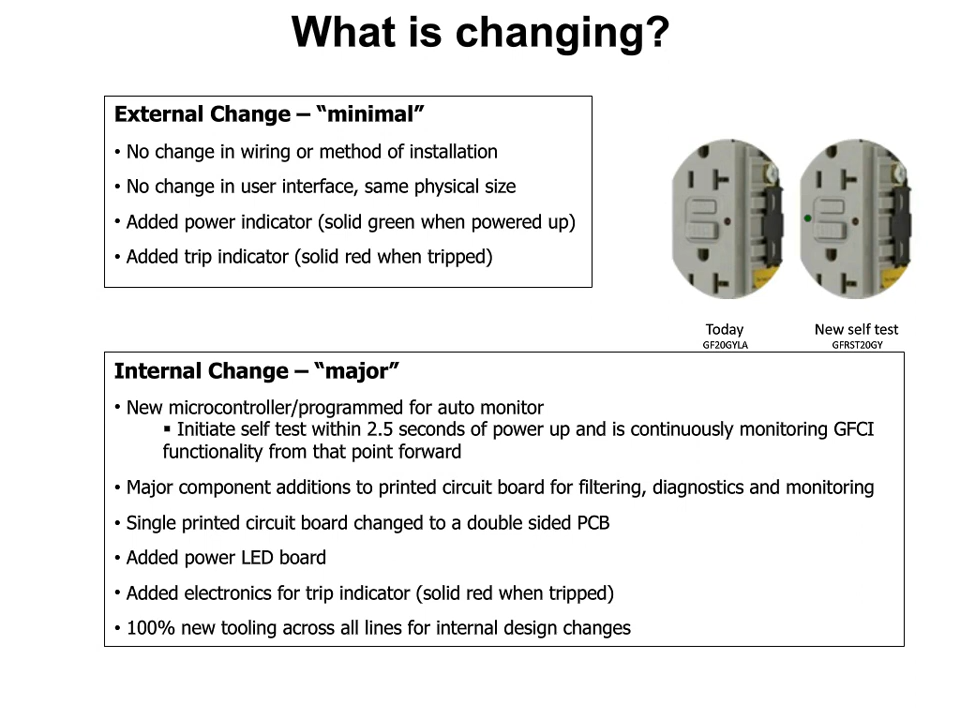 What is changing?
External Change – “minimal”
• No change in wiring or method of installation
• No change in user interface, same physical size
• Added power indicator (solid green when powered up)
• Added trip indicator (solid red when tripped)
Today
GF20GYLA
New self test
GFRST20GY
Internal Change – “major”
• New microcontroller/programmed for auto monitor
▪ Initiate self test within 2.5 seconds of power up and is continuously monitoring GFCI
functionality from that point forward
• Major component additions to printed circuit board for filtering, diagnostics and monitoring
• Single printed circuit board changed to a double sided PCB
• Added power LED board
• Added electronics for trip indicator (solid red when tripped)
• 100% new tooling across all lines for internal design changes